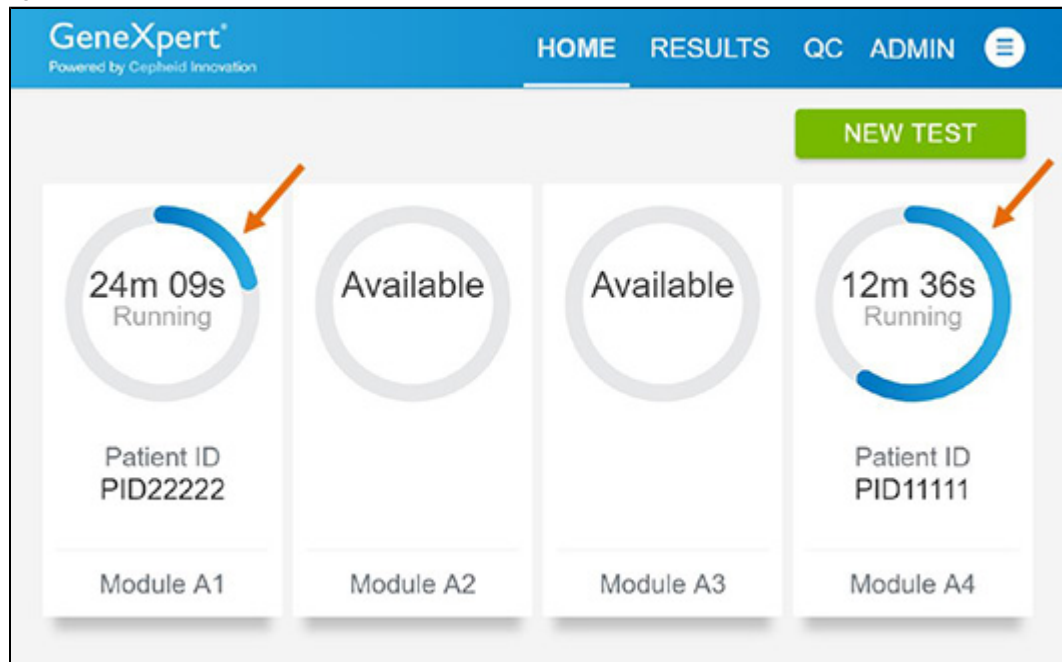 GeneXpert®
Powered by Cepheid Innovation
HOME RESULTS QC ADMIN
NEW TEST
24m 09s
Running
Patient ID
PID22222
Module A1
Available
Module A2
Available
Module A3
12m 36s
Running
Patient ID
PID11111
Module A4